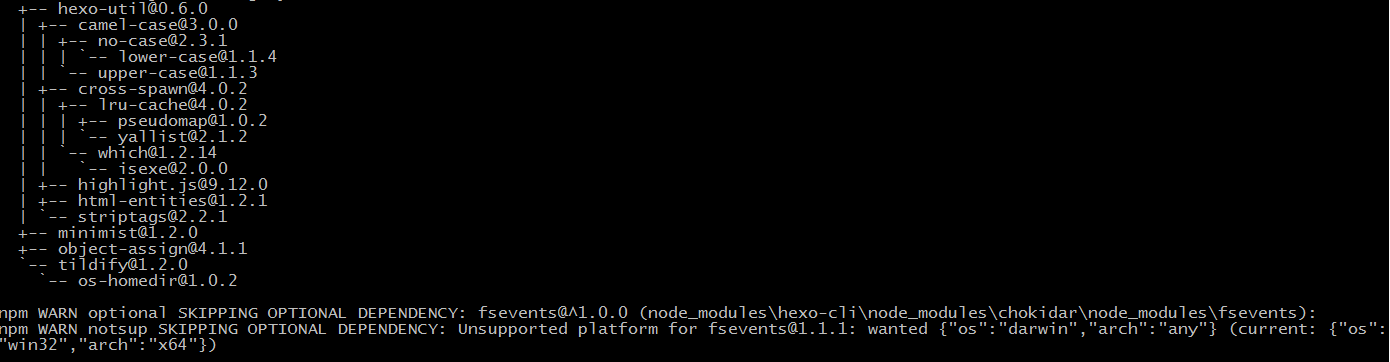 +-- hexo-util@0.6.0
| +-- camel-case@3.0.0
| | +-- no-case@2.3.1
| | | `-- lower-case@1.1.4
| | `-- upper-case@1.1.3
| +-- cross-spawn@4.0.2
| | +-- lru-cache@4.0.2
| | | +-- pseudomap@1.0.2
| | | `-- yallist@2.1.2
| | `-- which@1.2.14
| |   `-- isexe@2.0.0
| +-- highlight.js@9.12.0
| +-- html-entities@1.2.1
| `-- striptags@2.2.1
+-- minimist@1.2.0
+-- object-assign@4.1.1
`-- tildify@1.2.0
  `-- os-homedir@1.0.2
npm WARN optional SKIPPING OPTIONAL DEPENDENCY: fsevents@^1.0.0 (node_modules\hexo-cli\node_modules\chokidar\node_modules\fsevents):
npm WARN notsup SKIPPING OPTIONAL DEPENDENCY: Unsupported platform for fsevents@1.1.1: wanted {"os":"darwin","arch":"any"} (current: {"os":
"win32","arch":"x64"})